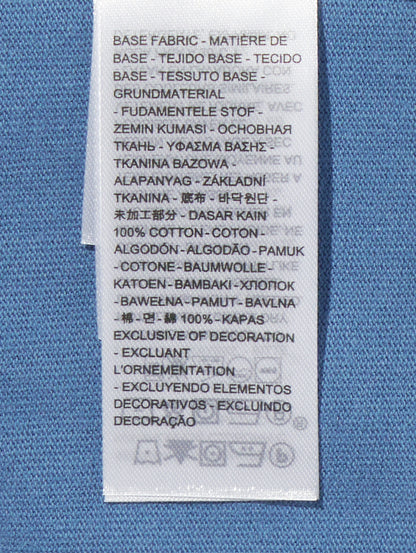 BASE FABRIC - MATIÈRE DE
BASE - TEJIDO BASE - TECIDO
BASE - TESSUTO BASE -
GRUNDMATERIAL
- FUDAMENTELE STOF -
ZEMIN KUMASI - ОСНОВНАЯ
ТКАНЬ - ΥΦΑΣΜΑ ΒΑΣΗΣ -
TKANINA BAZOWA -
ALAPANYAG - ZÁKLADNÍ
TKANINA - 底布 - 바닥원단 -
未加工部分 - DASAR KAIN
100% COTTON - COTON -
ALGODÓN - ALGODÃO - PAMUK
- COTONE - BAUMWOLLE -
KATOEN - BAMBAKI - ХЛОПОК
- BAWEŁNA - PAMUT - BAVLNA
- 棉 - 면 - 綿 100% - KAPAS
EXCLUSIVE OF DECORATION
- EXCLUANT
L'ORNEMENTATION
- EXCLUYENDO ELEMENTOS
DECORATIVOS - EXCLUINDO
DECORAÇÃO